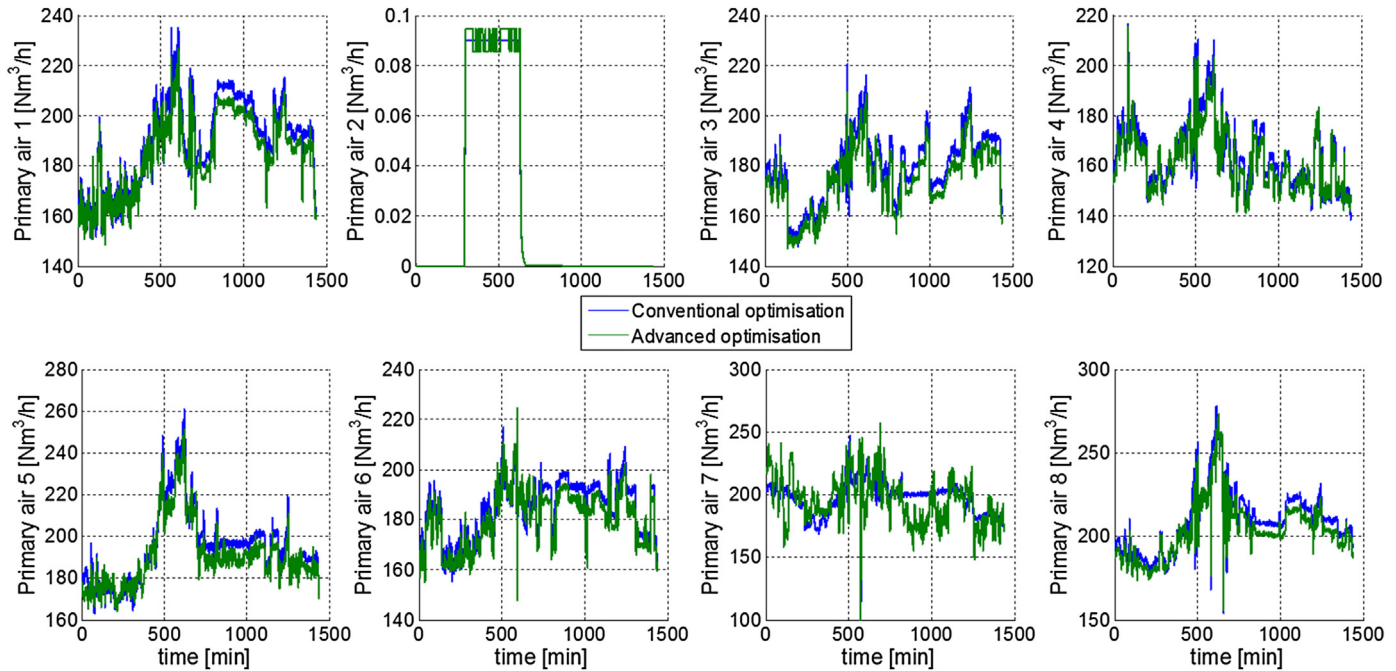 Primary air 1 [Nm³/h]
240
220
200
180
160
140
0 500 1000 1500
Primary air 2 [Nm³/h]
0.1
0.08
0.06
0.04
0.02
0
0 500 1000 1500
Primary air 3 [Nm³/h]
240
220
200
180
160
140
0 500 1000 1500
Primary air 4 [Nm³/h]
220
200
180
160
140
120
0 500 1000 1500
Conventional optimisation
Advanced optimisation
Primary air 5 [Nm³/h]
280
260
240
220
200
180
160
0 500 1000 1500
time [min]
Primary air 6 [Nm³/h]
240
220
200
180
160
140
0 500 1000 1500
time [min]
Primary air 7 [Nm³/h]
300
250
200
150
100
0 500 1000 1500
time [min]
Primary air 8 [Nm³/h]
300
250
200
150
0 500 1000 1500
time [min]